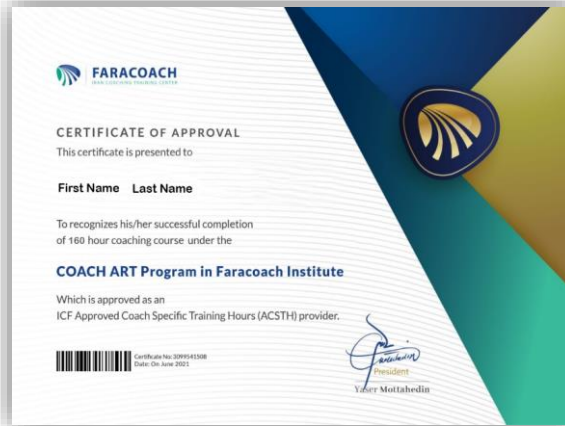 FARACOACH
IRAN COACHING TRAINING CENTER
CERTIFICATE OF APPROVAL
This certificate is presented to
First Name Last Name
To recognizes his/her successful completion
of 160 hour coaching course under the
COACH ART Program in Faracoach Institute
Which is approved as an
ICF Approved Coach Specific Training Hours (ACSTH) provider.
Certificate No: 2099541508
Date: On June 2021
President
Yaser Mottahedin